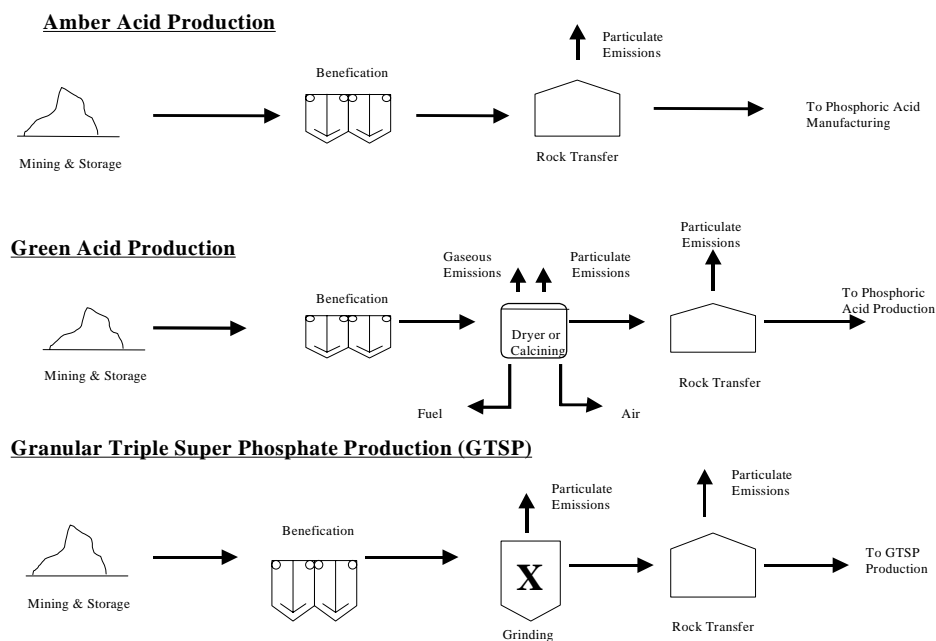 Amber Acid Production
Particulate
Emissions
Benefication
To Phosphoric Acid
Manufacturing
Mining & Storage
Rock Transfer
Green Acid Production
Gaseous
Emissions
Particulate
Emissions
Particulate
Emissions
Benefication
To Phosphoric
Acid Production
Dryer or
Calcining
Mining & Storage
Rock Transfer
Fuel
Air
Granular Triple Super Phosphate Production (GTSP)
Particulate
Emissions
Particulate
Emissions
Benefication
To GTSP
Production
X
Mining & Storage
Rock Transfer
Grinding